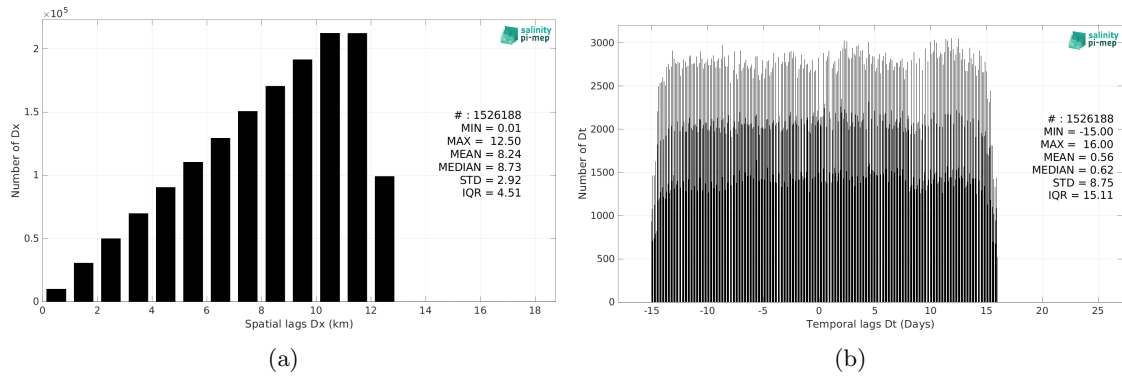 ×10⁵
2
1.5
1
0.5
0
Number of Dx
0 2 4 6 8 10 12 14 16 18
Spatial lags Dx (km)
salinity
pi-mep
# : 1526188
MIN = 0.01
MAX = 12.50
MEAN = 8.24
MEDIAN = 8.73
STD = 2.92
IQR = 4.51
(a)
3000
2500
2000
1500
1000
500
0
Number of Dt
-15 -10 -5 0 5 10 15 20 25
Temporal lags Dt (Days)
salinity
pi-mep
# : 1526188
MIN = -15.00
MAX = 16.00
MEAN = 0.56
MEDIAN = 0.62
STD = 8.75
IQR = 15.11
(b)